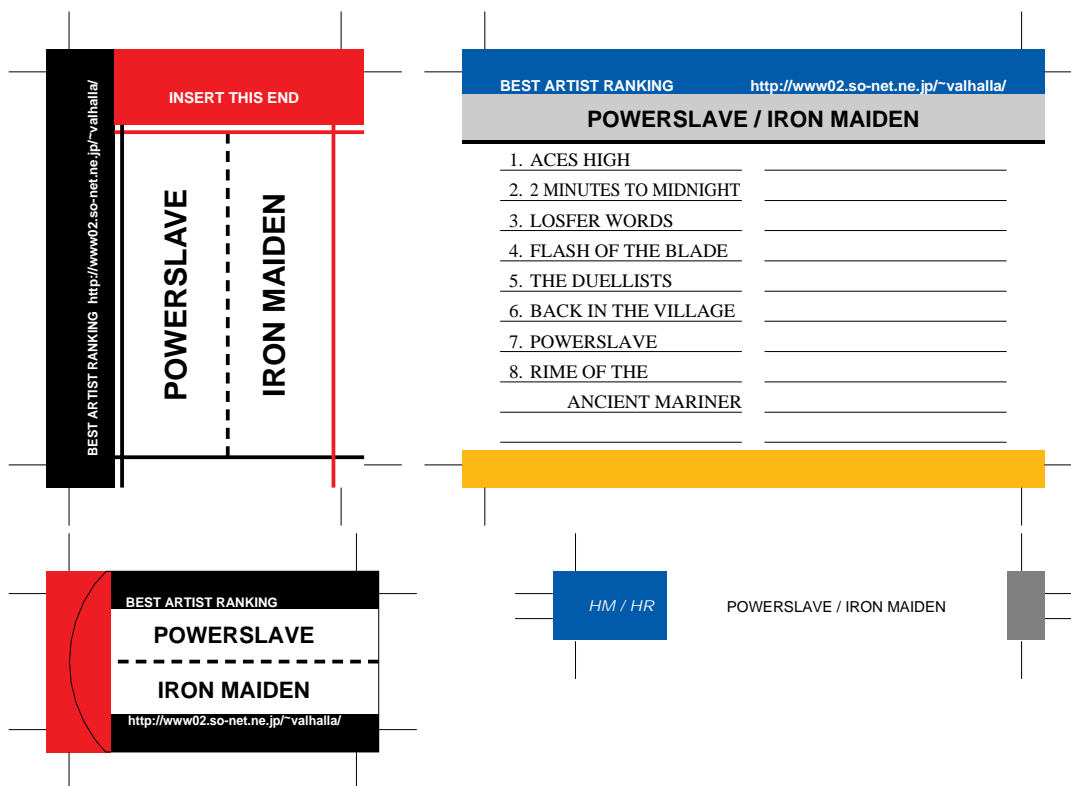 INSERT THIS END
BEST ARTIST RANKING  http://www02.so-net.ne.jp/~valhalla/
POWERSLAVE
IRON MAIDEN
BEST ARTIST RANKING http://www02.so-net.ne.jp/~valhalla/
POWERSLAVE / IRON MAIDEN
1. ACES HIGH
2. 2 MINUTES TO MIDNIGHT
3. LOSFER WORDS
4. FLASH OF THE BLADE
5. THE DUELLISTS
6. BACK IN THE VILLAGE
7. POWERSLAVE
8. RIME OF THE
ANCIENT MARINER
BEST ARTIST RANKING
POWERSLAVE
IRON MAIDEN
http://www02.so-net.ne.jp/~valhalla/
HM / HR
POWERSLAVE / IRON MAIDEN